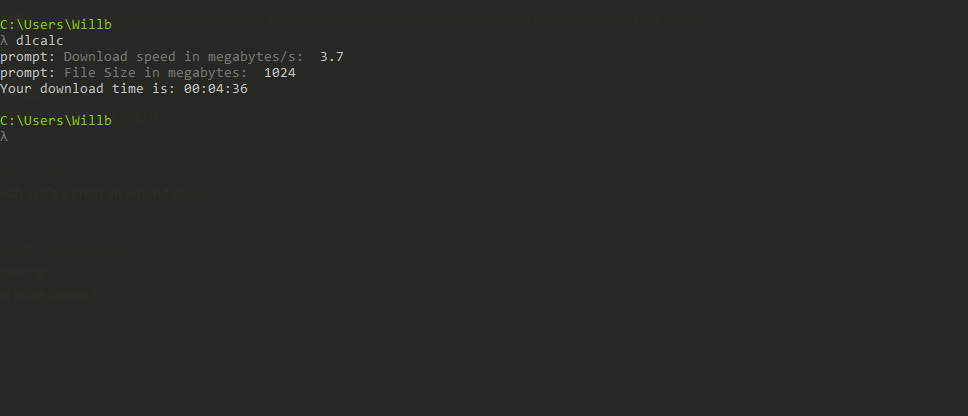 C:\Users\Willb
λ dlcalc
prompt: Download speed in megabytes/s:  3.7
prompt: File Size in megabytes:  1024
Your download time is: 00:04:36
C:\Users\Willb
λ